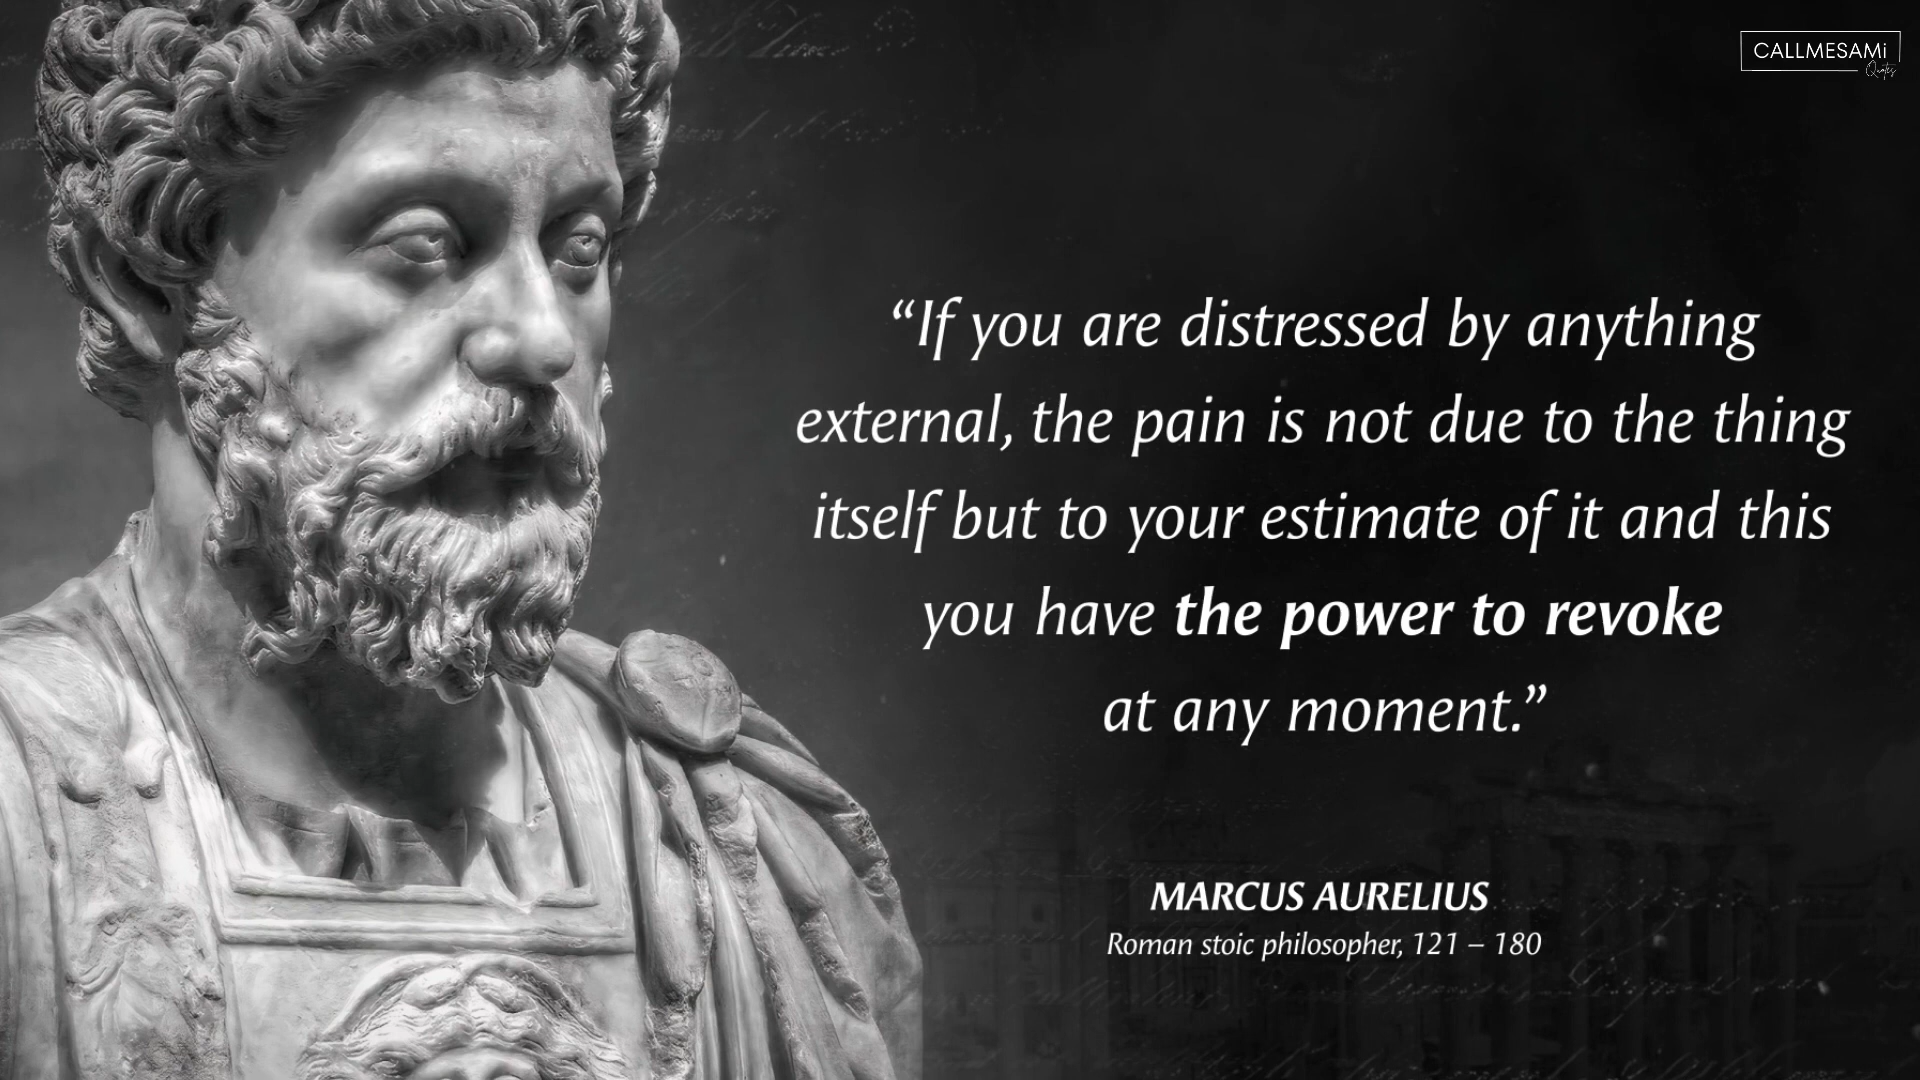 CALLMESAMi
Quotes
“If you are distressed by anything
external, the pain is not due to the thing
itself but to your estimate of it and this
you have the power to revoke
at any moment.”
MARCUS AURELIUS
Roman stoic philosopher, 121 – 180